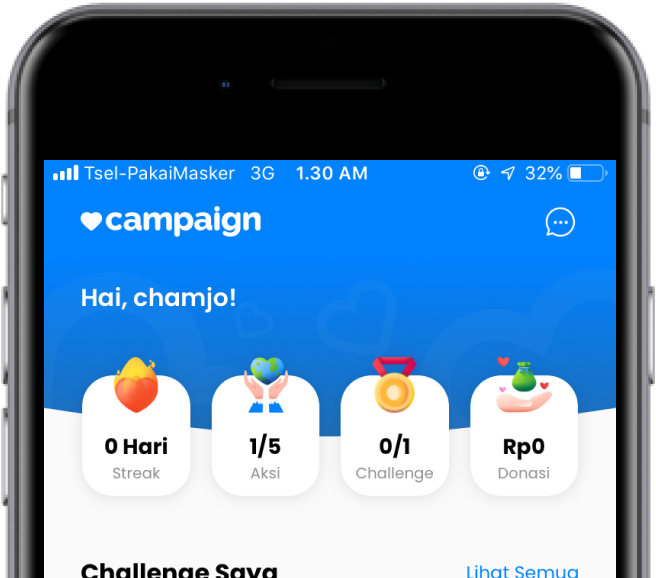 Tsel-PakaiMasker 3G 1.30 AM 32%
campaign
Hai, chamjo!
0 Hari 1/5 0/1 Rp0
Streak Aksi Challenge Donasi
Challenge Saya Lihat Semua